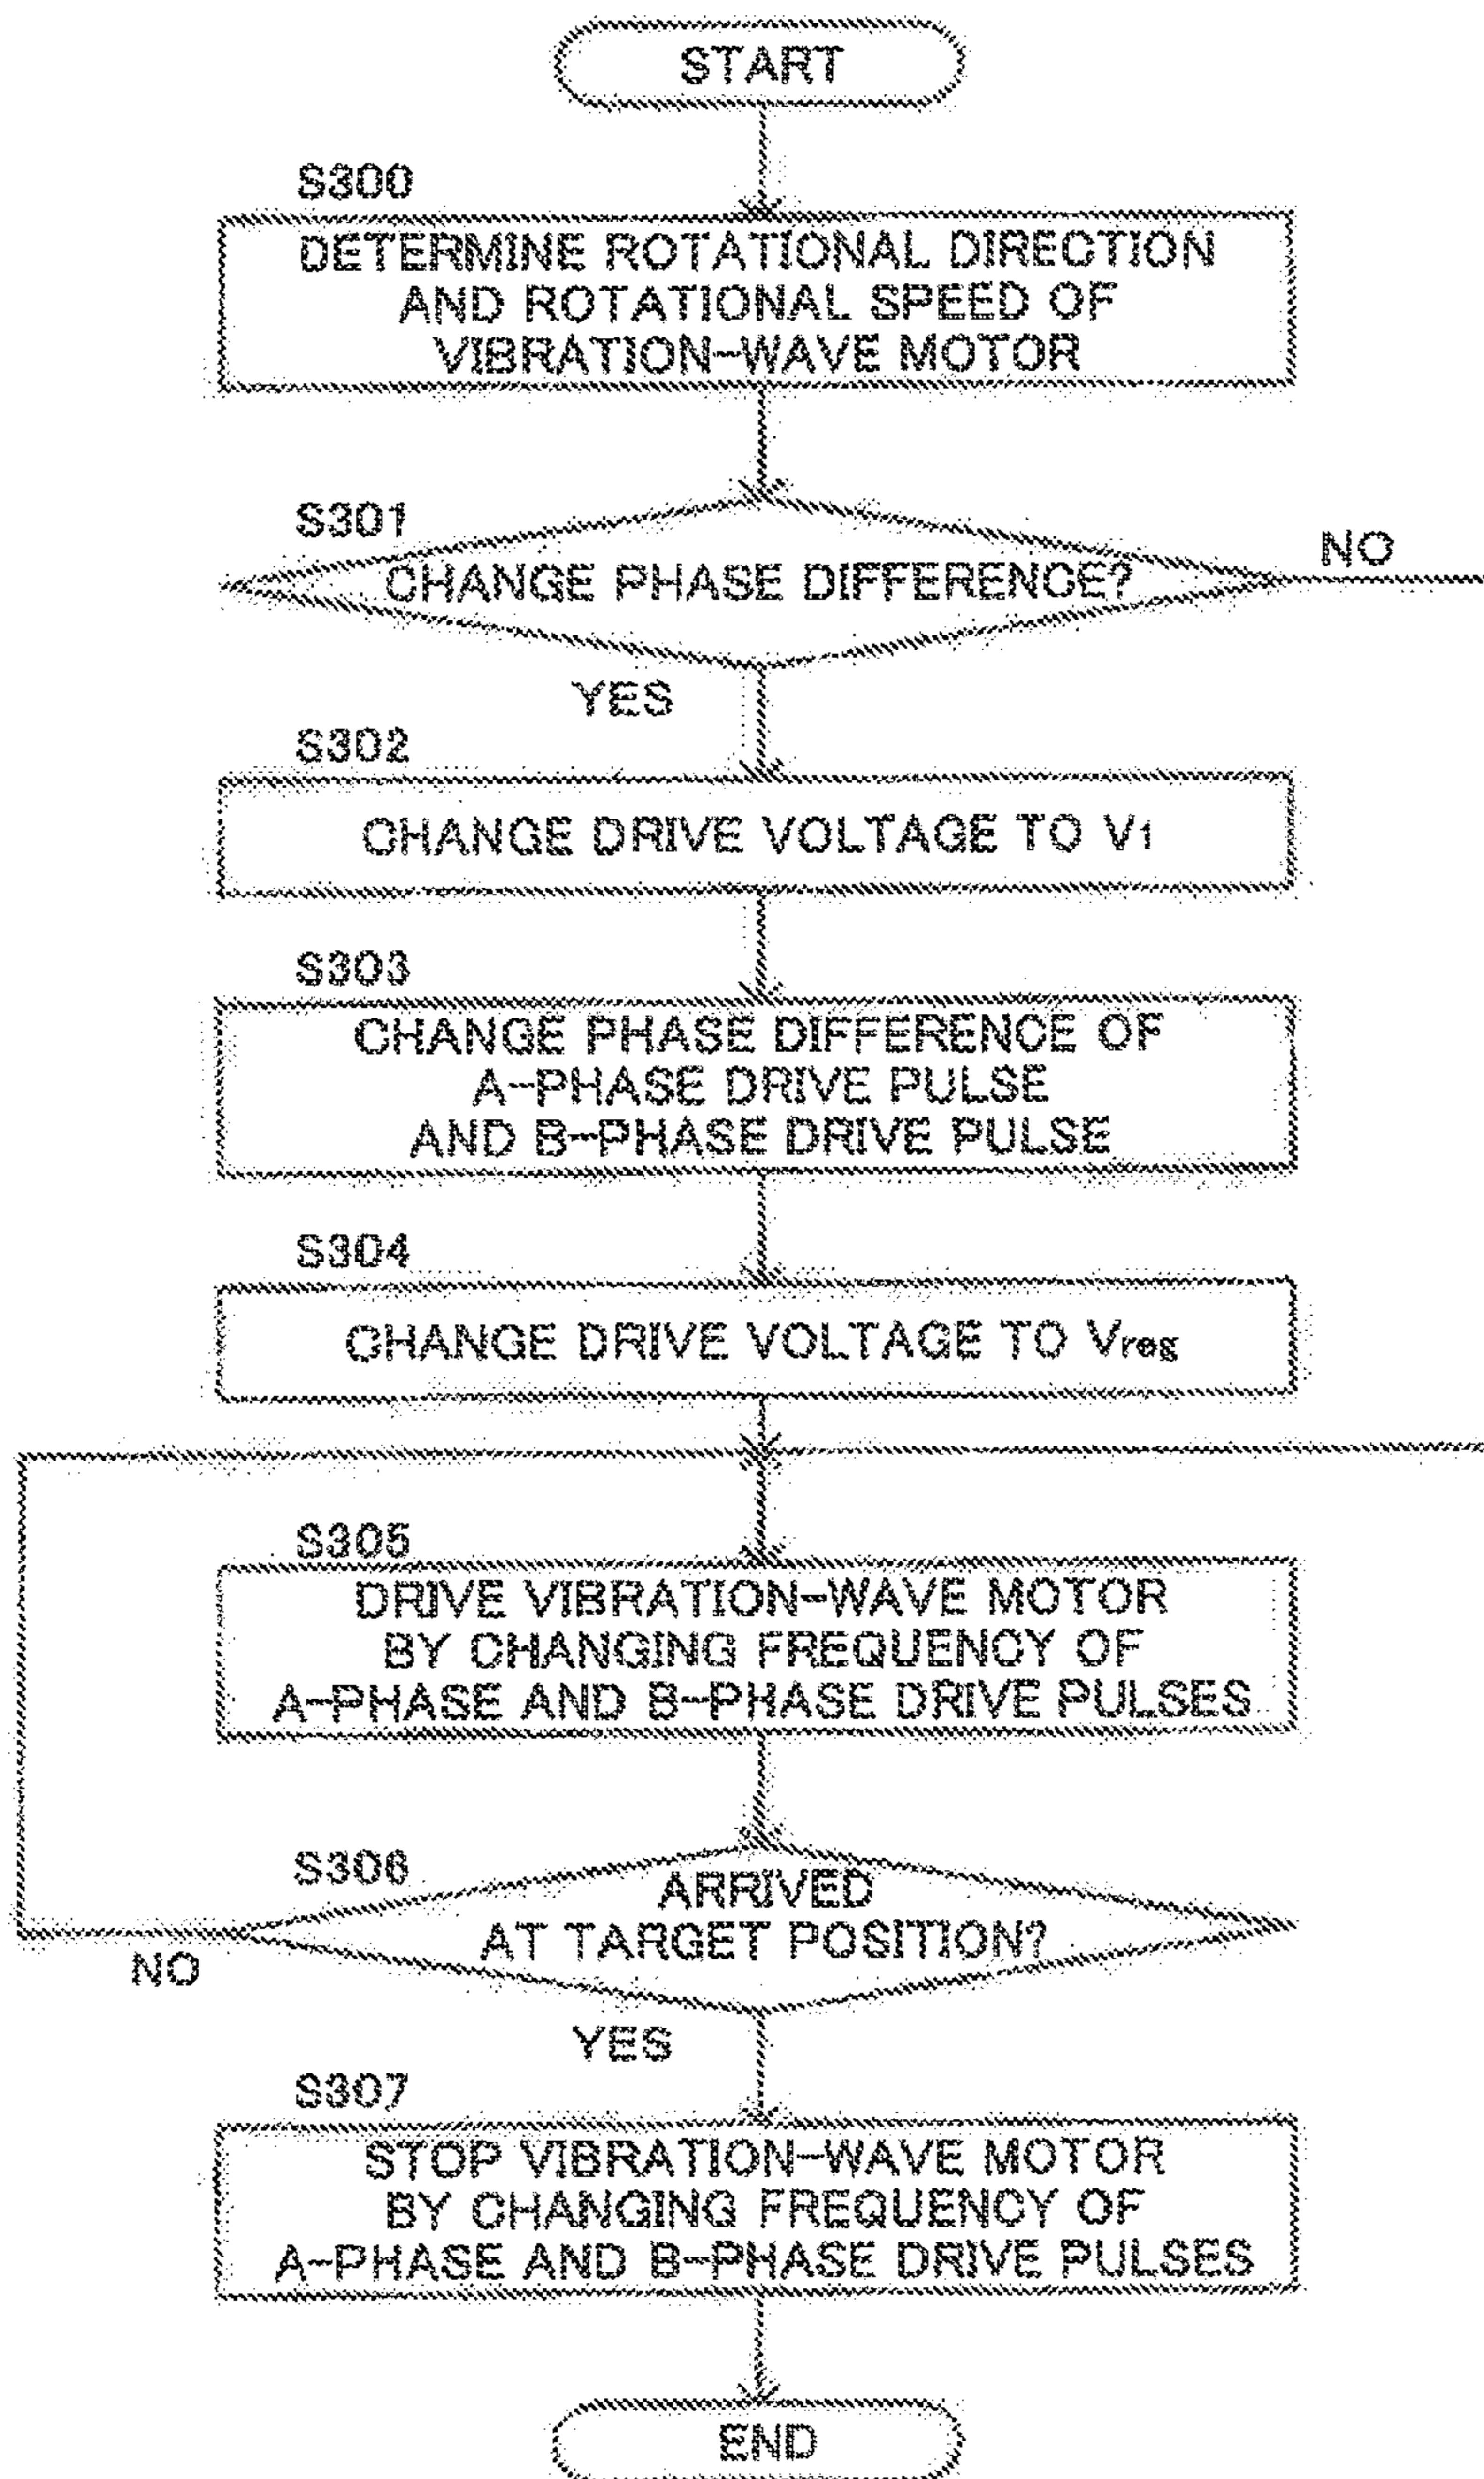 START
S300
DETERMINE ROTATIONAL DIRECTION
AND ROTATIONAL SPEED OF
VIBRATION-WAVE MOTOR
S301
CHANGE PHASE DIFFERENCE?
NO
YES
S302
CHANGE DRIVE VOLTAGE TO V1
S303
CHANGE PHASE DIFFERENCE OF
A-PHASE DRIVE PULSE
AND B-PHASE DRIVE PULSE
S304
CHANGE DRIVE VOLTAGE TO Vreg
S305
DRIVE VIBRATION-WAVE MOTOR
BY CHANGING FREQUENCY OF
A-PHASE AND B-PHASE DRIVE PULSES
S306
ARRIVED
AT TARGET POSITION?
NO
YES
S307
STOP VIBRATION-WAVE MOTOR
BY CHANGING FREQUENCY OF
A-PHASE AND B-PHASE DRIVE PULSES
END